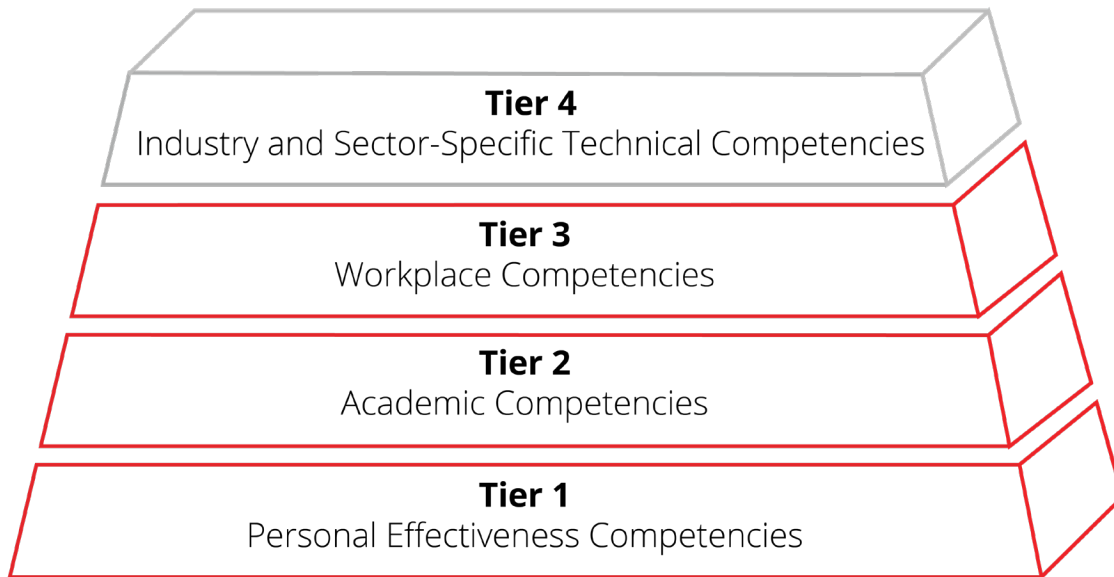 Tier 4
Industry and Sector-Specific Technical Competencies
Tier 3
Workplace Competencies
Tier 2
Academic Competencies
Tier 1
Personal Effectiveness Competencies